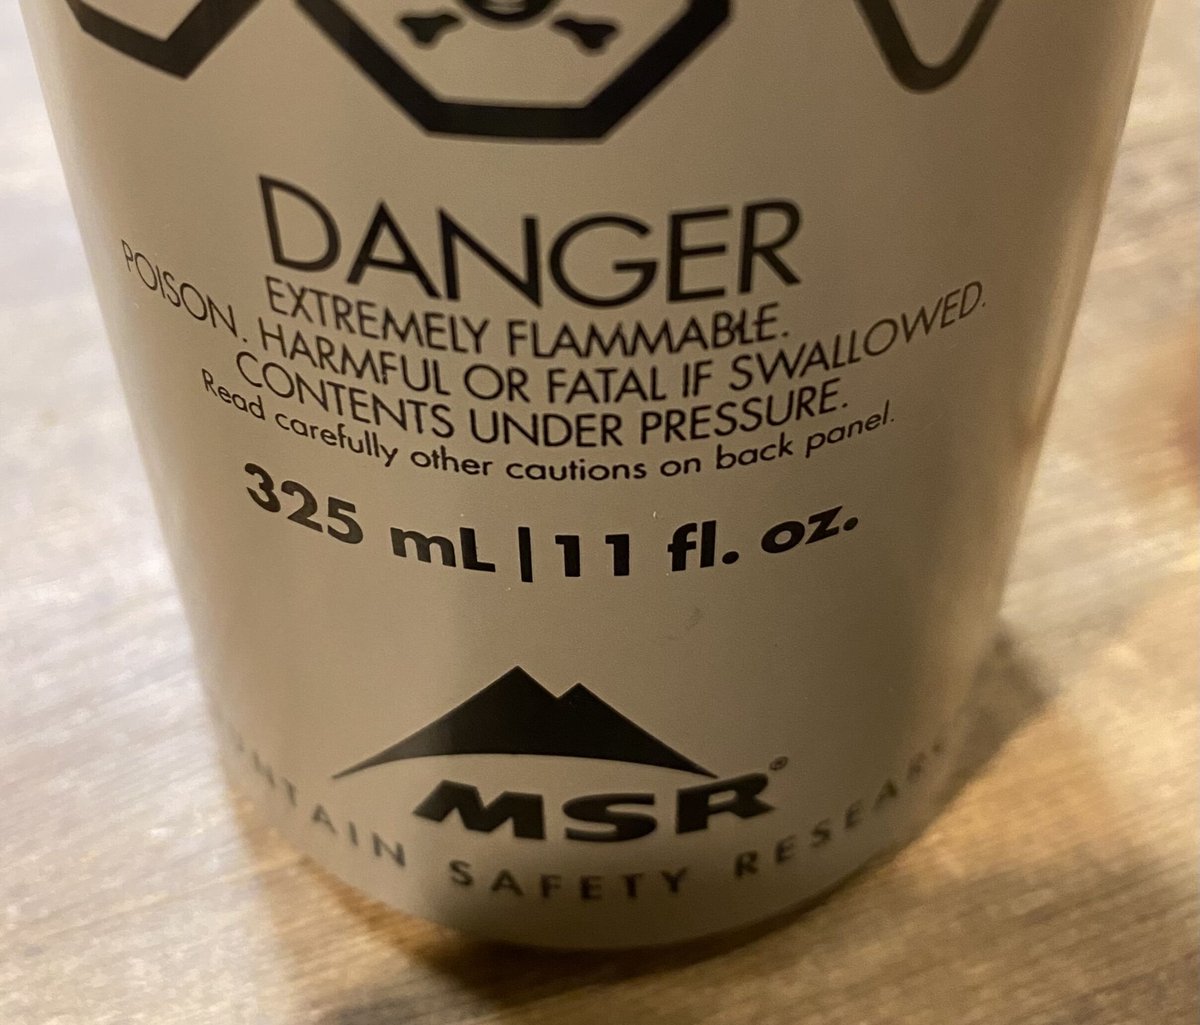 DANGER
EXTREMELY FLAMMABLE.
POISON. HARMFUL OR FATAL IF SWALLOWED.
CONTENTS UNDER PRESSURE.
Read carefully other cautions on back panel.
325 mL | 11 fl. oz.
MSR®
SAFETY